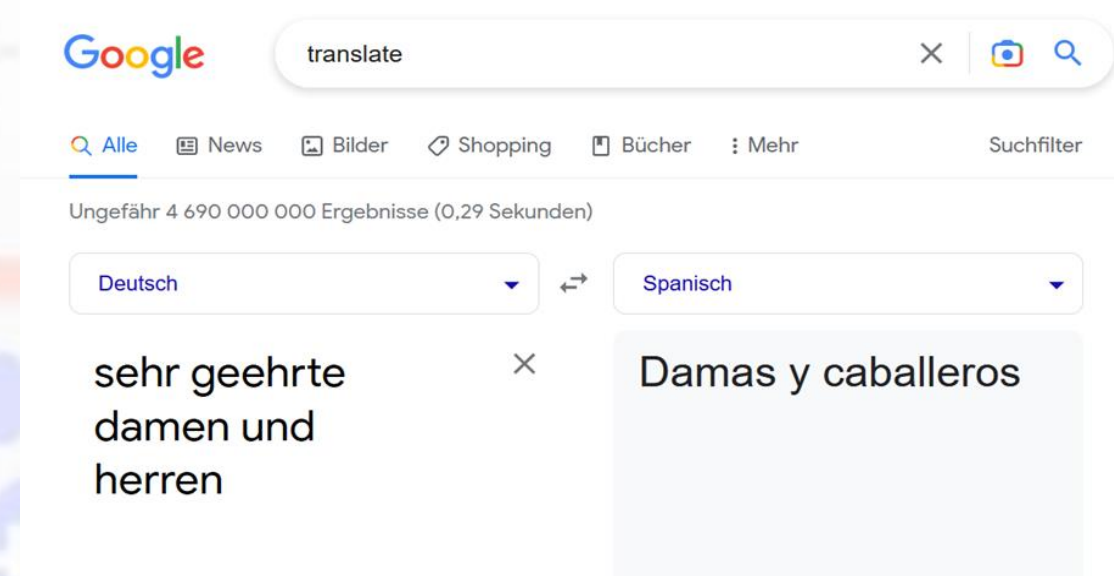 Google translate
Alle News Bilder Shopping Bücher Mehr Suchfilter
Ungefähr 4 690 000 000 Ergebnisse (0,29 Sekunden)
Deutsch Spanisch
sehr geehrte Damas y caballeros
damen und
herren